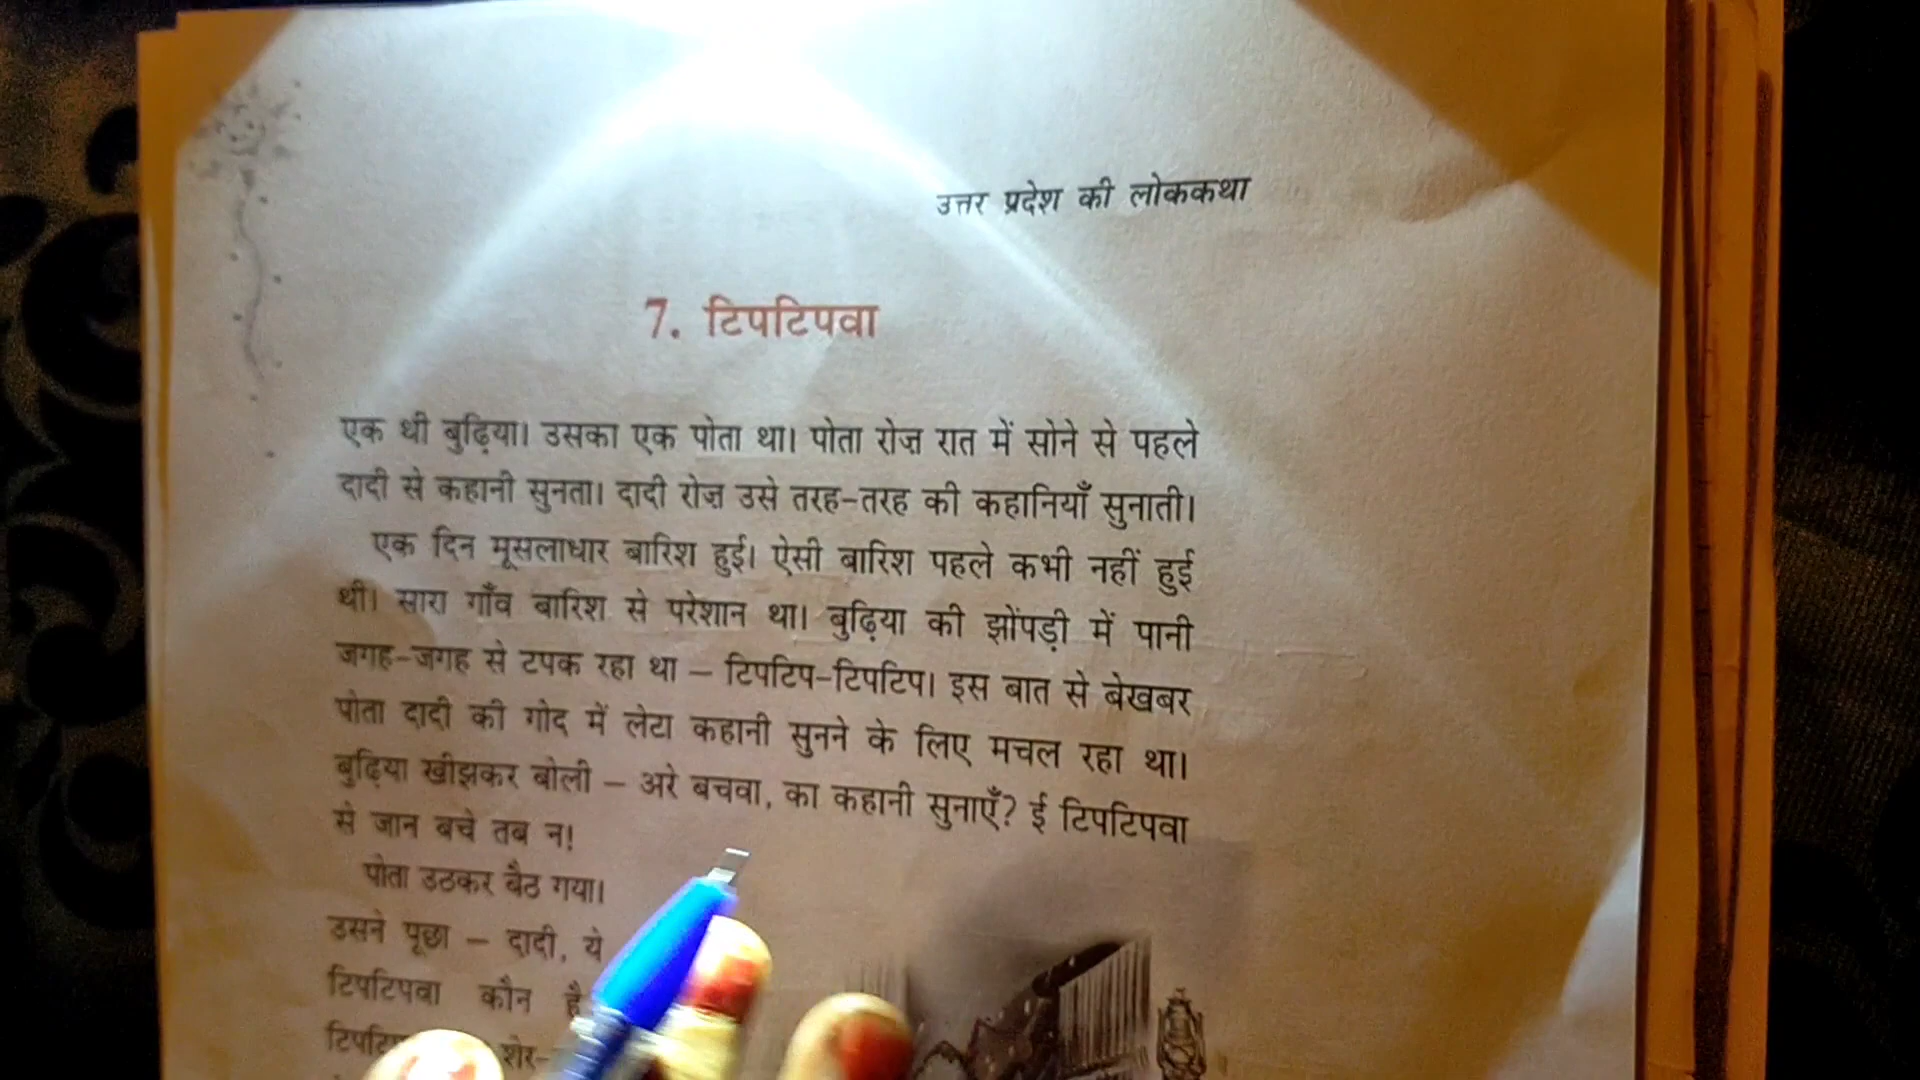 उत्तर प्रदेश की लोककथा
7. टिपटिपवा
एक थी बुढ़िया। उसका एक पोता था। पोता रोज़ रात में सोने से पहले
दादी से कहानी सुनता। दादी रोज़ उसे तरह-तरह की कहानियाँ सुनाती।
एक दिन मूसलाधार बारिश हुई। ऐसी बारिश पहले कभी नहीं हुई
थी। सारा गाँव बारिश से परेशान था। बुढ़िया की झोंपड़ी में पानी
जगह-जगह से टपक रहा था – टिपटिप-टिपटिप। इस बात से बेखबर
पोता दादी की गोद में लेटा कहानी सुनने के लिए मचल रहा था।
बुढ़िया खीझकर बोली – अरे बचवा, का कहानी सुनाएँ? ई टिपटिपवा
से जान बचे तब न!
पोता उठकर बैठ गया।
उसने पूछा – दादी, ये
टिपटिपवा कौन है
शेर-